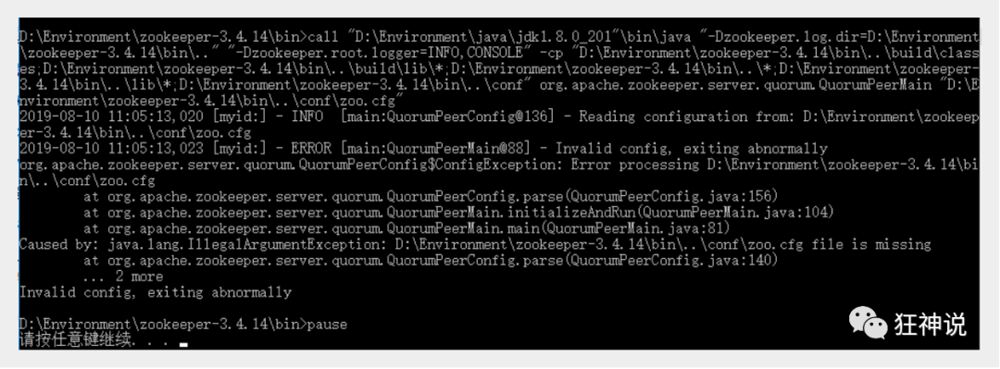 D:\Environment\zookeeper-3.4.14\bin>call "D:\Environment\java\jdk1.8.0_201"\bin\java "-Dzookeeper.log.dir=D:\Environment
\zookeeper-3.4.14\bin\.." "-Dzookeeper.root.logger=INFO,CONSOLE" -cp "D:\Environment\zookeeper-3.4.14\bin\..\build\class
es;D:\Environment\zookeeper-3.4.14\bin\..\build\lib\*;D:\Environment\zookeeper-3.4.14\bin\..\*;D:\Environment\zookeeper-
3.4.14\bin\..\lib\*;D:\Environment\zookeeper-3.4.14\bin\..\conf" org.apache.zookeeper.server.quorum.QuorumPeerMain "D:\E
nvironment\zookeeper-3.4.14\bin\..\conf\zoo.cfg"
2019-08-10 11:05:13,020 [myid:] - INFO  [main:QuorumPeerConfig@136] - Reading configuration from: D:\Environment\zookeep
er-3.4.14\bin\..\conf\zoo.cfg
2019-08-10 11:05:13,023 [myid:] - ERROR [main:QuorumPeerMain@88] - Invalid config, exiting abnormally
org.apache.zookeeper.server.quorum.QuorumPeerConfig$ConfigException: Error processing D:\Environment\zookeeper-3.4.14\bi
n\..\conf\zoo.cfg
at org.apache.zookeeper.server.quorum.QuorumPeerConfig.parse(QuorumPeerConfig.java:156)
at org.apache.zookeeper.server.quorum.QuorumPeerMain.initializeAndRun(QuorumPeerMain.java:104)
at org.apache.zookeeper.server.quorum.QuorumPeerMain.main(QuorumPeerMain.java:81)
Caused by: java.lang.IllegalArgumentException: D:\Environment\zookeeper-3.4.14\bin\..\conf\zoo.cfg file is missing
at org.apache.zookeeper.server.quorum.QuorumPeerConfig.parse(QuorumPeerConfig.java:140)
... 2 more
Invalid config, exiting abnormally
D:\Environment\zookeeper-3.4.14\bin>pause
请按任意键继续. . .
狂神说